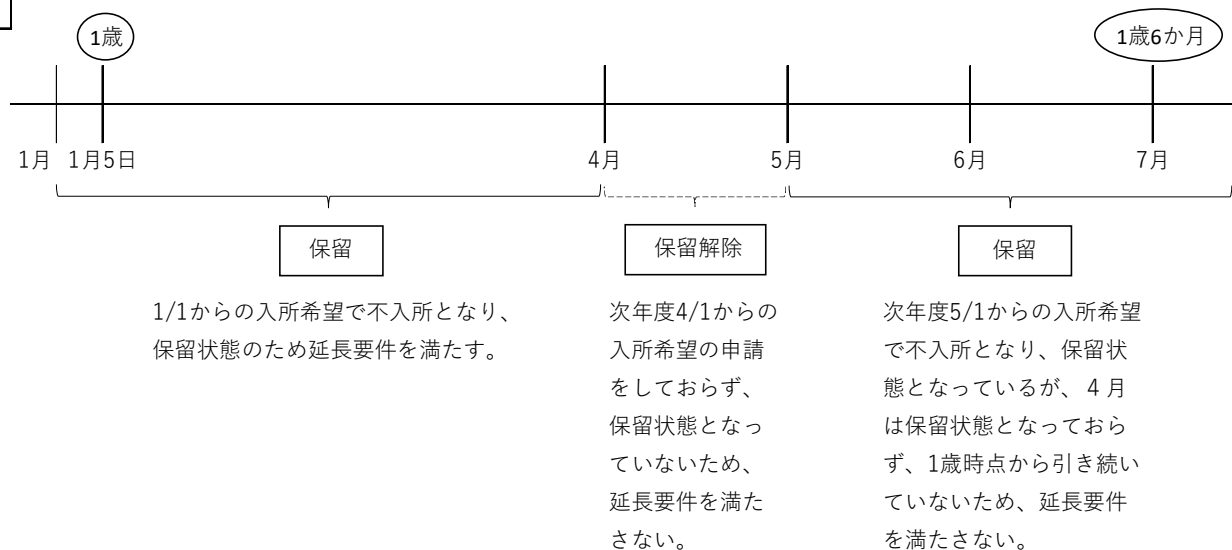 1歳
1歳6か月
1月
1月5日
4月
5月
6月
7月
保留
保留解除
保留
1/1からの入所希望で不入所となり、
保留状態のため延長要件を満たす。
次年度4/1からの
入所希望の申請
をしておらず、
保留状態となっ
ていないため、
延長要件を満た
さない。
次年度5/1からの入所希望
で不入所となり、保留状
態となっているが、４月
は保留状態となっておら
ず、1歳時点から引き続い
ていないため、延長要件
を満たさない。